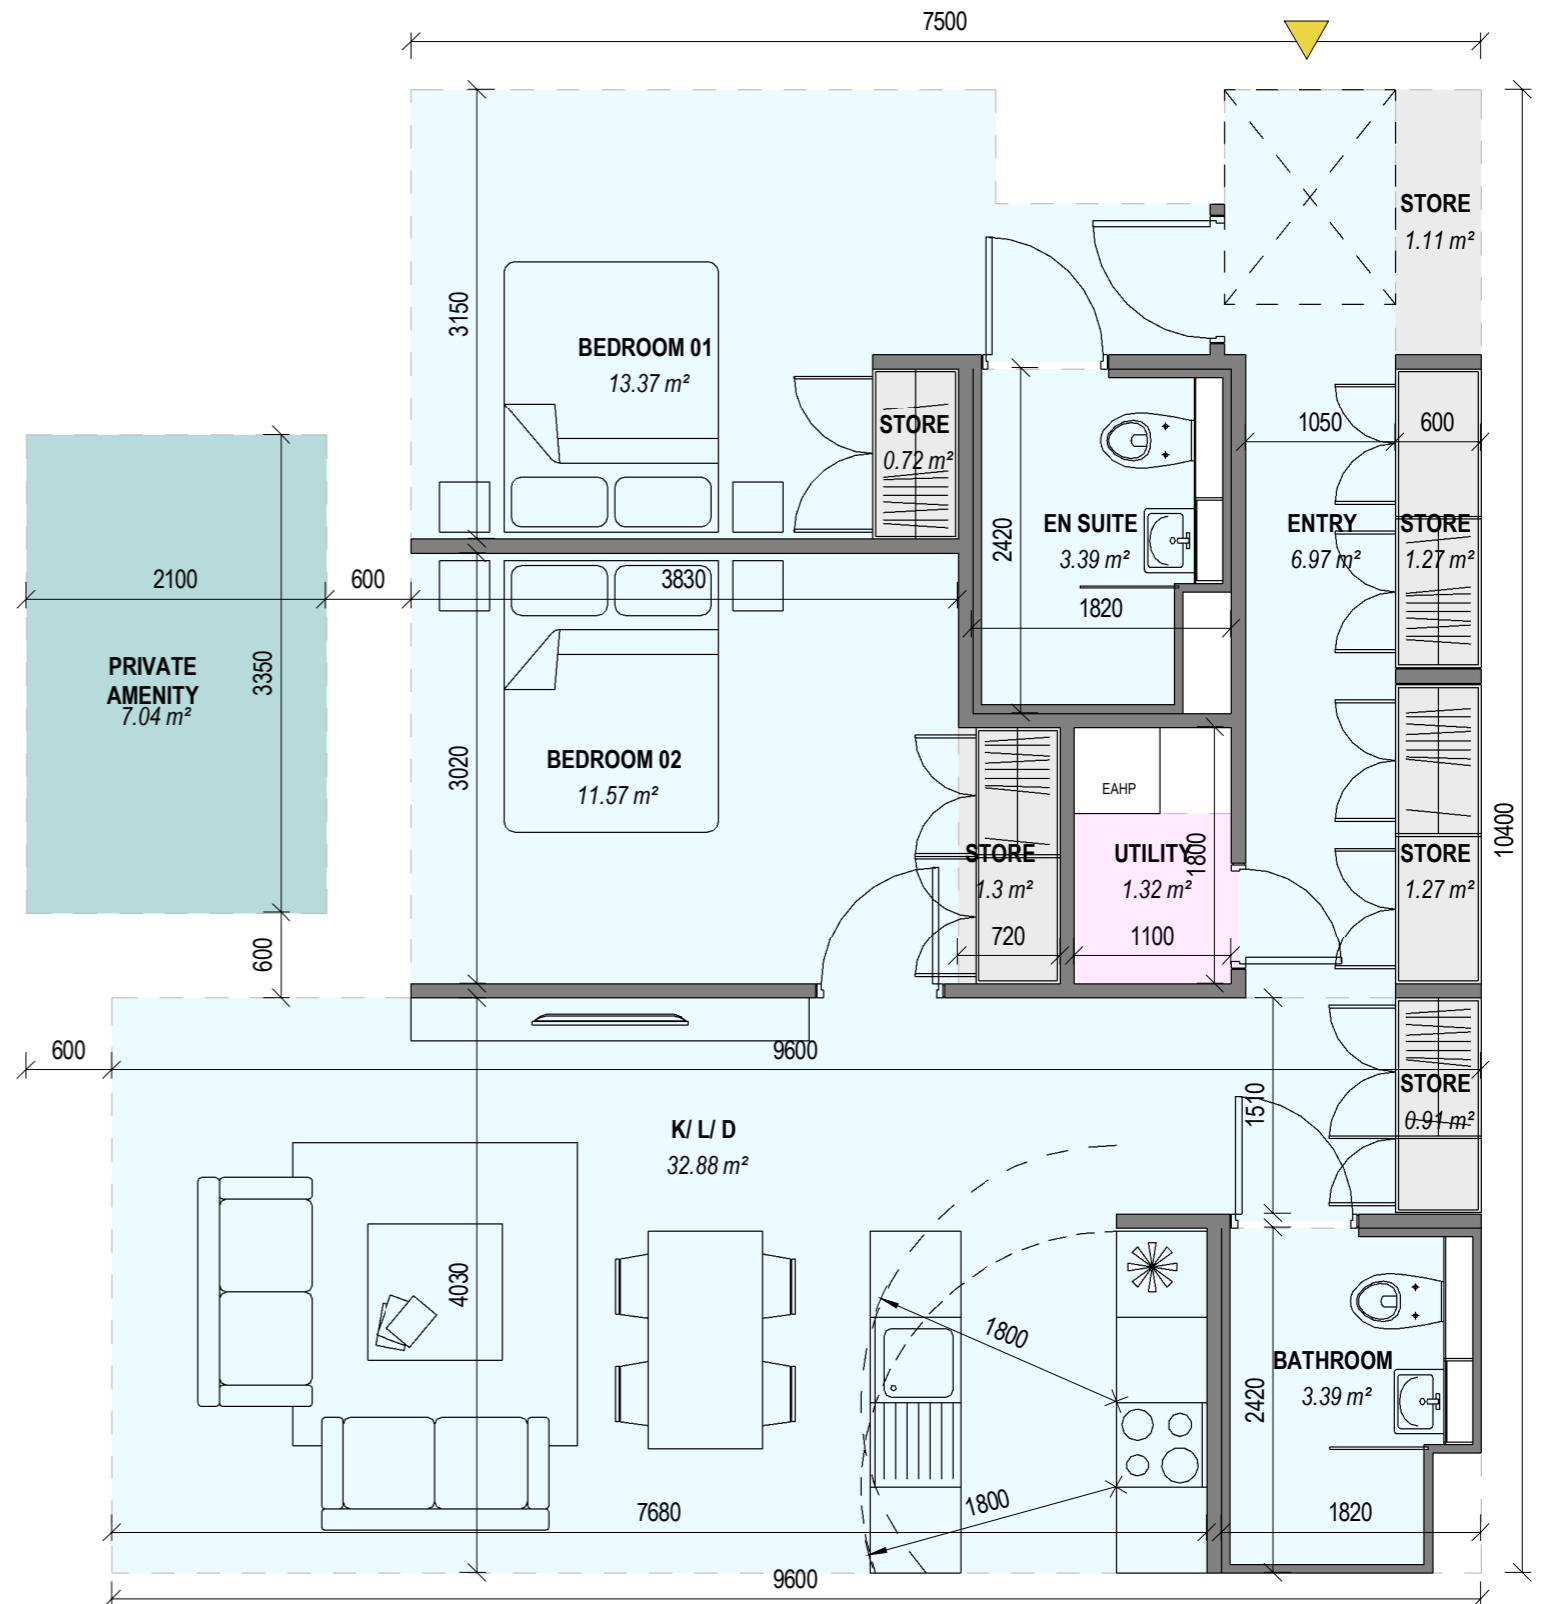 7500
STORE
1.11 m²
3150
BEDROOM 01
13.37 m²
STORE
0.72 m²
1050
600
EN SUITE
3.39 m²
ENTRY
6.97 m²
STORE
1.27 m²
2420
2100
600
3830
1820
PRIVATE
AMENITY
7.04 m²
3350
3020
BEDROOM 02
11.57 m²
EAHP
10400
STORE
1.3 m²
UTILITY
1.32 m²
1800
STORE
1.27 m²
720
1100
600
600
9600
STORE
0.91 m²
1510
K/ L/ D
32.88 m²
4030
1800
BATHROOM
3.39 m²
2420
1800
7680
1820
9600